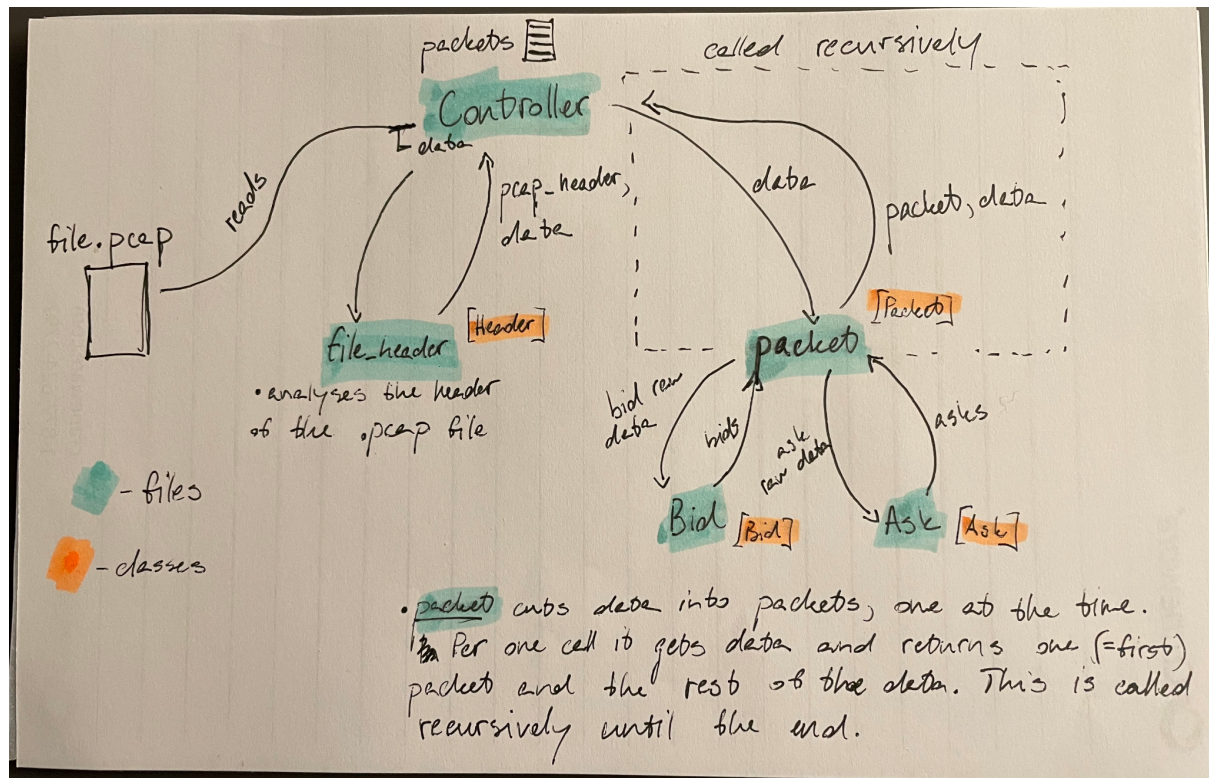 packets
called recursively
Controller
data
reads
pcap_header,
data
data
packet, data
file.pcap
file_header
[Header]
[Packet]
packet
• analyses the header
of the .pcap file
bid raw
data
bids
ask
raw data
asks
- files
Bid
[Bid]
Ask
[Ask]
- classes
• packet cuts data into packets, one at the time.
Per one call it gets data and returns one (=first)
packet and the rest of the data. This is called
recursively until the end.